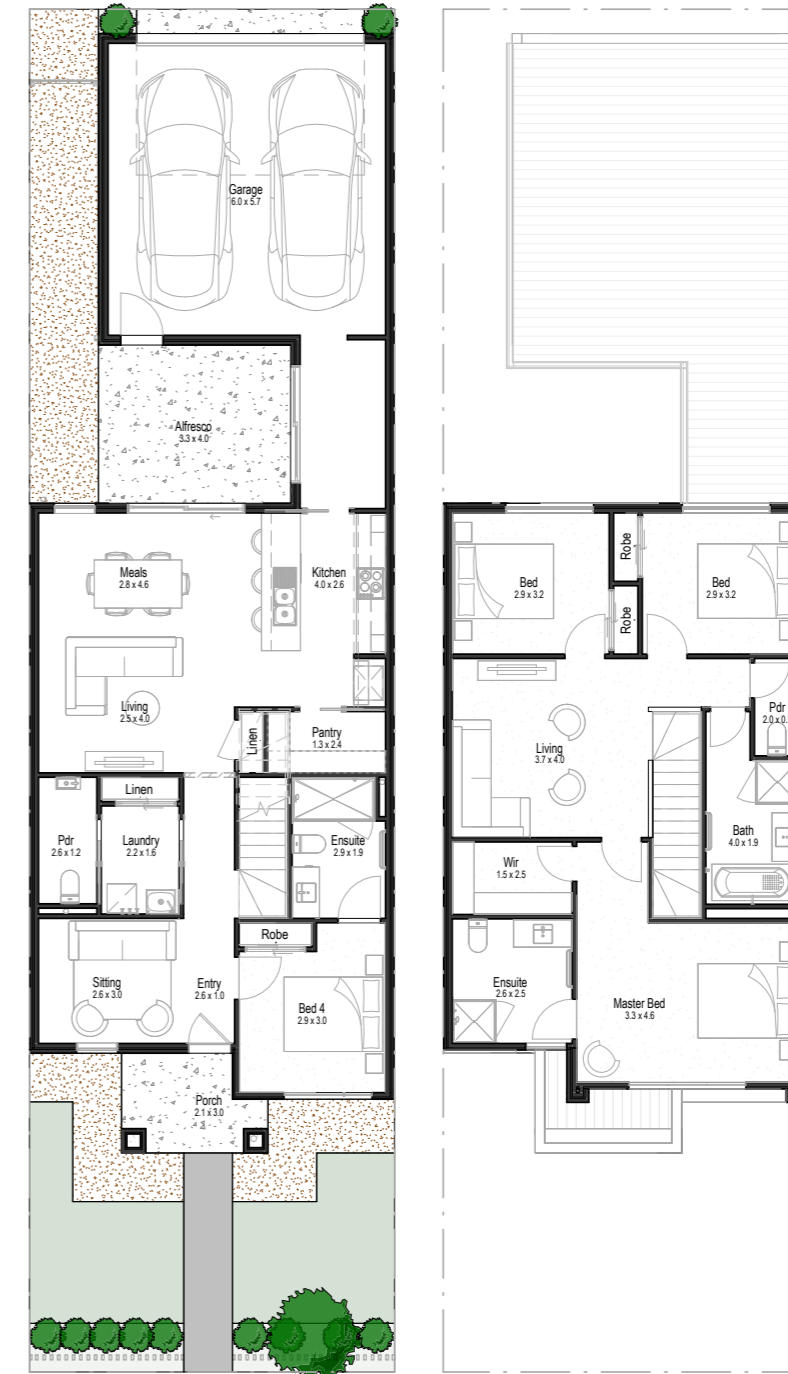 Garage
6.0 x 5.7
Alfresco
3.3 x 4.0
Meals
2.8 x 4.6
Kitchen
4.0 x 2.6
Living
2.5 x 4.0
Linen
Pantry
1.3 x 2.4
Linen
Pdr
2.6 x 1.2
Laundry
2.2 x 1.6
Ensuite
2.9 x 1.9
Robe
Sitting
2.6 x 3.0
Entry
2.6 x 1.0
Bed 4
2.9 x 3.0
Porch
2.1 x 3.0
Bed
2.9 x 3.2
Robe
Robe
Bed
2.9 x 3.2
Living
3.7 x 4.0
Pdr
2.0 x 0.
Bath
4.0 x 1.9
Wir
1.5 x 2.5
Ensuite
2.6 x 2.5
Master Bed
3.3 x 4.6